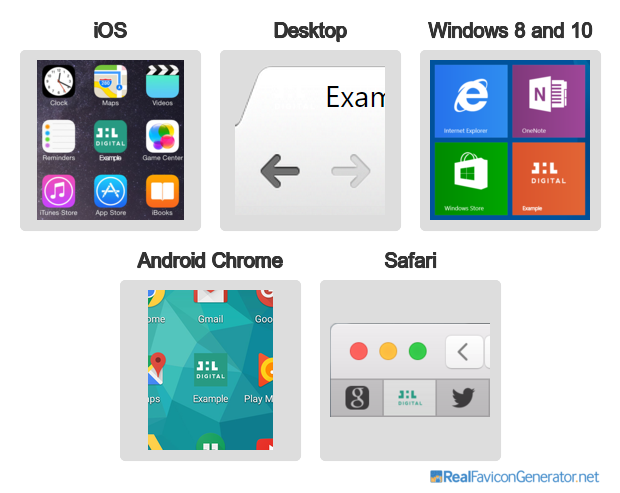 iOS
Desktop
Windows 8 and 10
Clock
Maps
Videos
Exam
Internet Explorer
OneNote
Reminders
DIGITAL
Example
Game Center
iTunes Store
App Store
iBooks
Windows Store
DIGITAL
Example
Android Chrome
Safari
ome
Gmail
Goo
DIGITAL
aps
Example
Play M
g
DIGITAL
RealFaviconGenerator.net